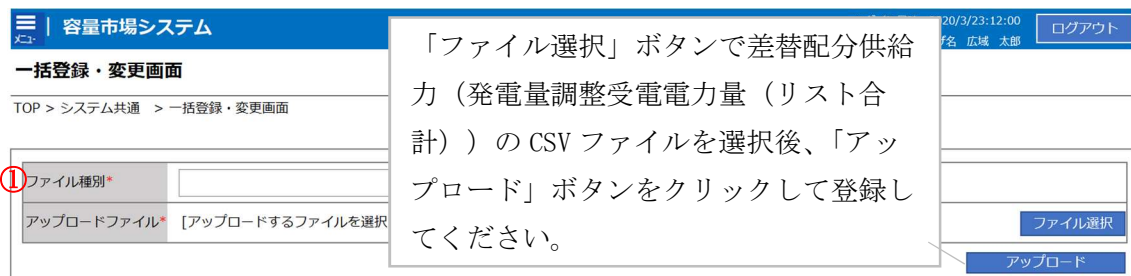 メニュー
容量市場システム
20/3/23:12:00
ログアウト
名 広域 太郎
一括登録・変更画面
TOP > システム共通 > 一括登録・変更画面
「ファイル選択」ボタンで差替配分供給
力（発電量調整受電電力量（リスト合
計））の CSV ファイルを選択後、「アッ
プロード」ボタンをクリックして登録し
てください。
①
ファイル種別*
アップロードファイル* [アップロードするファイルを選択
ファイル選択
アップロード